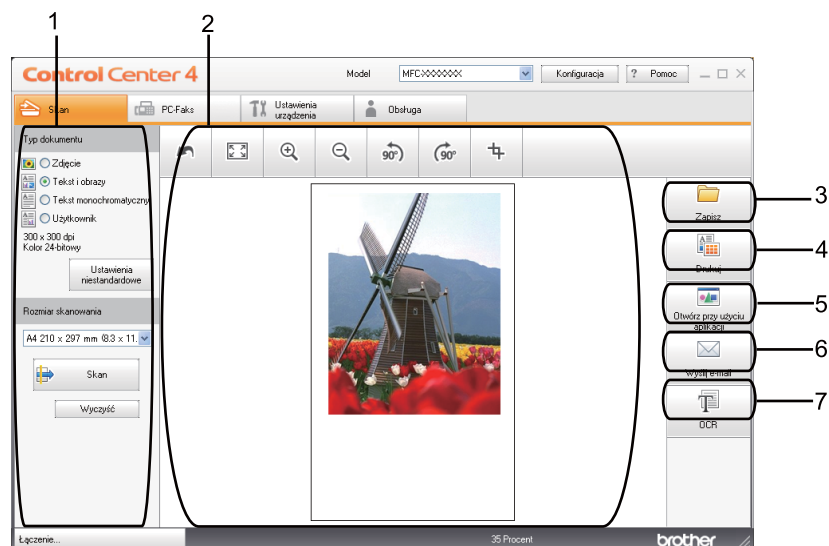 1
2
Control Center 4
Model
MFC-XXXXXX
Konfiguracja
? Pomoc
Skan
PC-Faks
Ustawienia
urządzenia
Obsługa
Typ dokumentu
Zdjęcie
Tekst i obrazy
Tekst monochromatyczny
Użytkownik
300 x 300 dpi
Kolor 24-bitowy
Ustawienia
niestandardowe
Rozmiar skanowania
A4 210 x 297 mm (8.3 x 11.
Skan
Wyczyść
90°
90°
Zapisz
3
Drukuj
4
Otwórz przy użyciu
aplikacji
5
Wyślij e-mail
6
OCR
7
Łączenie...
35 Procent
brother